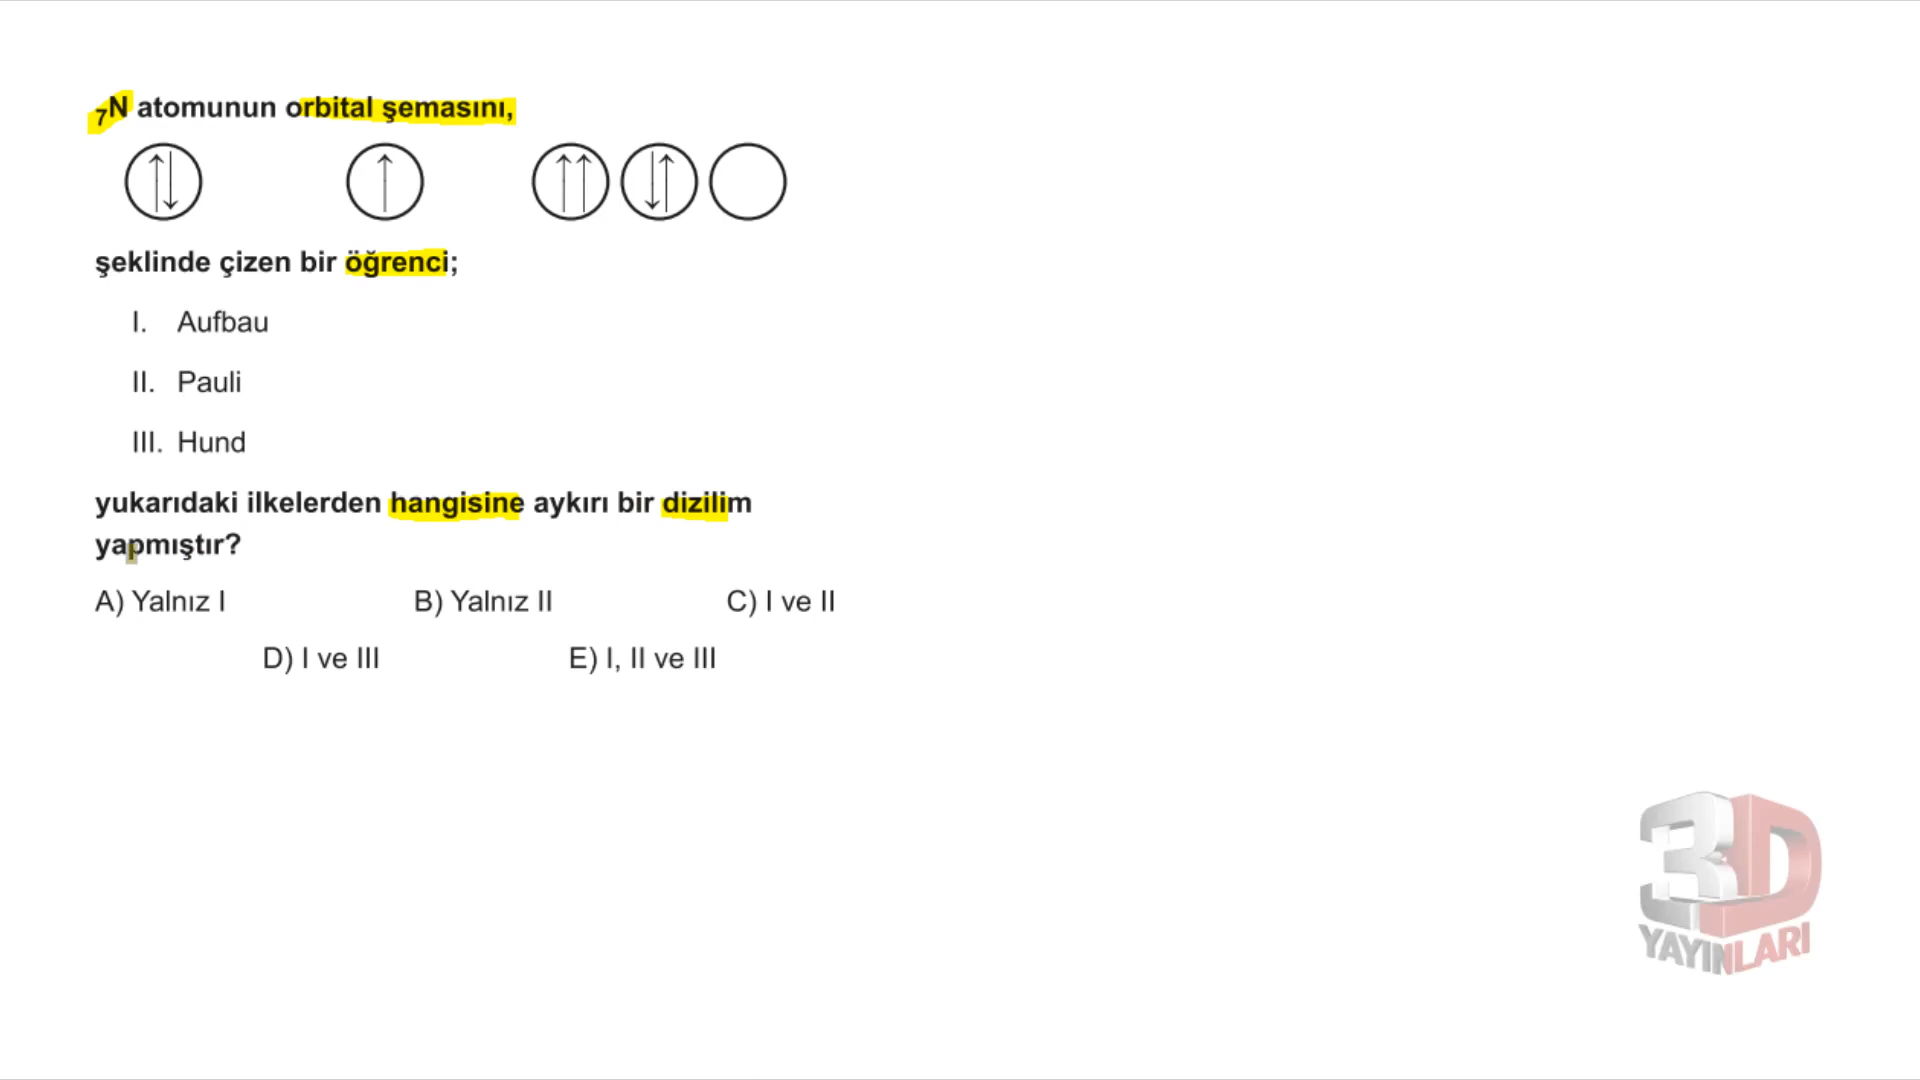 ₇N atomunun orbital şemasını,
şeklinde çizen bir öğrenci;
I. Aufbau
II. Pauli
III. Hund
yukarıdaki ilkelerden hangisine aykırı bir dizilim
yapmıştır?
A) Yalnız I B) Yalnız II C) I ve II
D) I ve III E) I, II ve III
3D
YAYINLARI